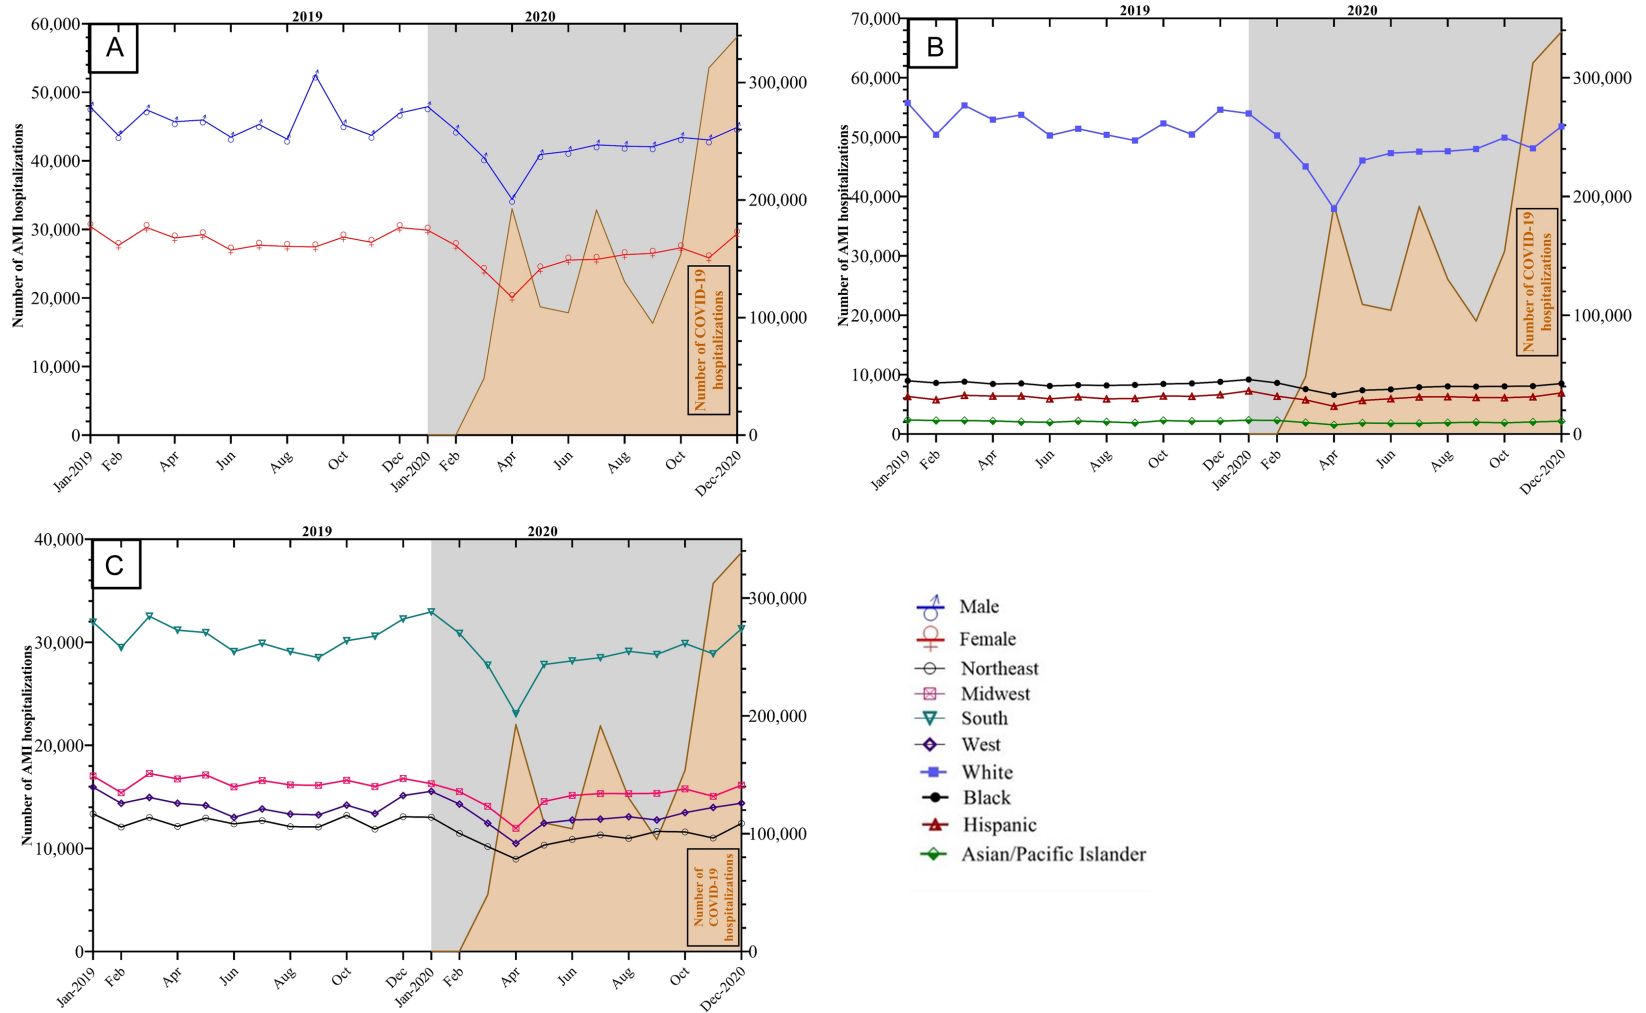 2019 2020
A
60,000
50,000
40,000
30,000
20,000
10,000
0
Number of AMI hospitalizations
300,000
200,000
100,000
0
Number of COVID-19
hospitalizations
Jan-2019 Feb Apr Jun Aug Oct Dec Jan-2020 Feb Apr Jun Aug Oct Dec-2020
2019 2020
B
70,000
60,000
50,000
40,000
30,000
20,000
10,000
0
Number of AMI hospitalizations
300,000
200,000
100,000
0
Number of COVID-19
hospitalizations
Jan-2019 Feb Apr Jun Aug Oct Dec Jan-2020 Feb Apr Jun Aug Oct Dec-2020
2019 2020
C
40,000
30,000
20,000
10,000
0
Number of AMI hospitalizations
300,000
200,000
100,000
0
Number of
COVID-19
hospitalizations
Jan-2019 Feb Apr Jun Aug Oct Dec Jan-2020 Feb Apr Jun Aug Oct Dec-2020
Male
Female
Northeast
Midwest
South
West
White
Black
Hispanic
Asian/Pacific Islander